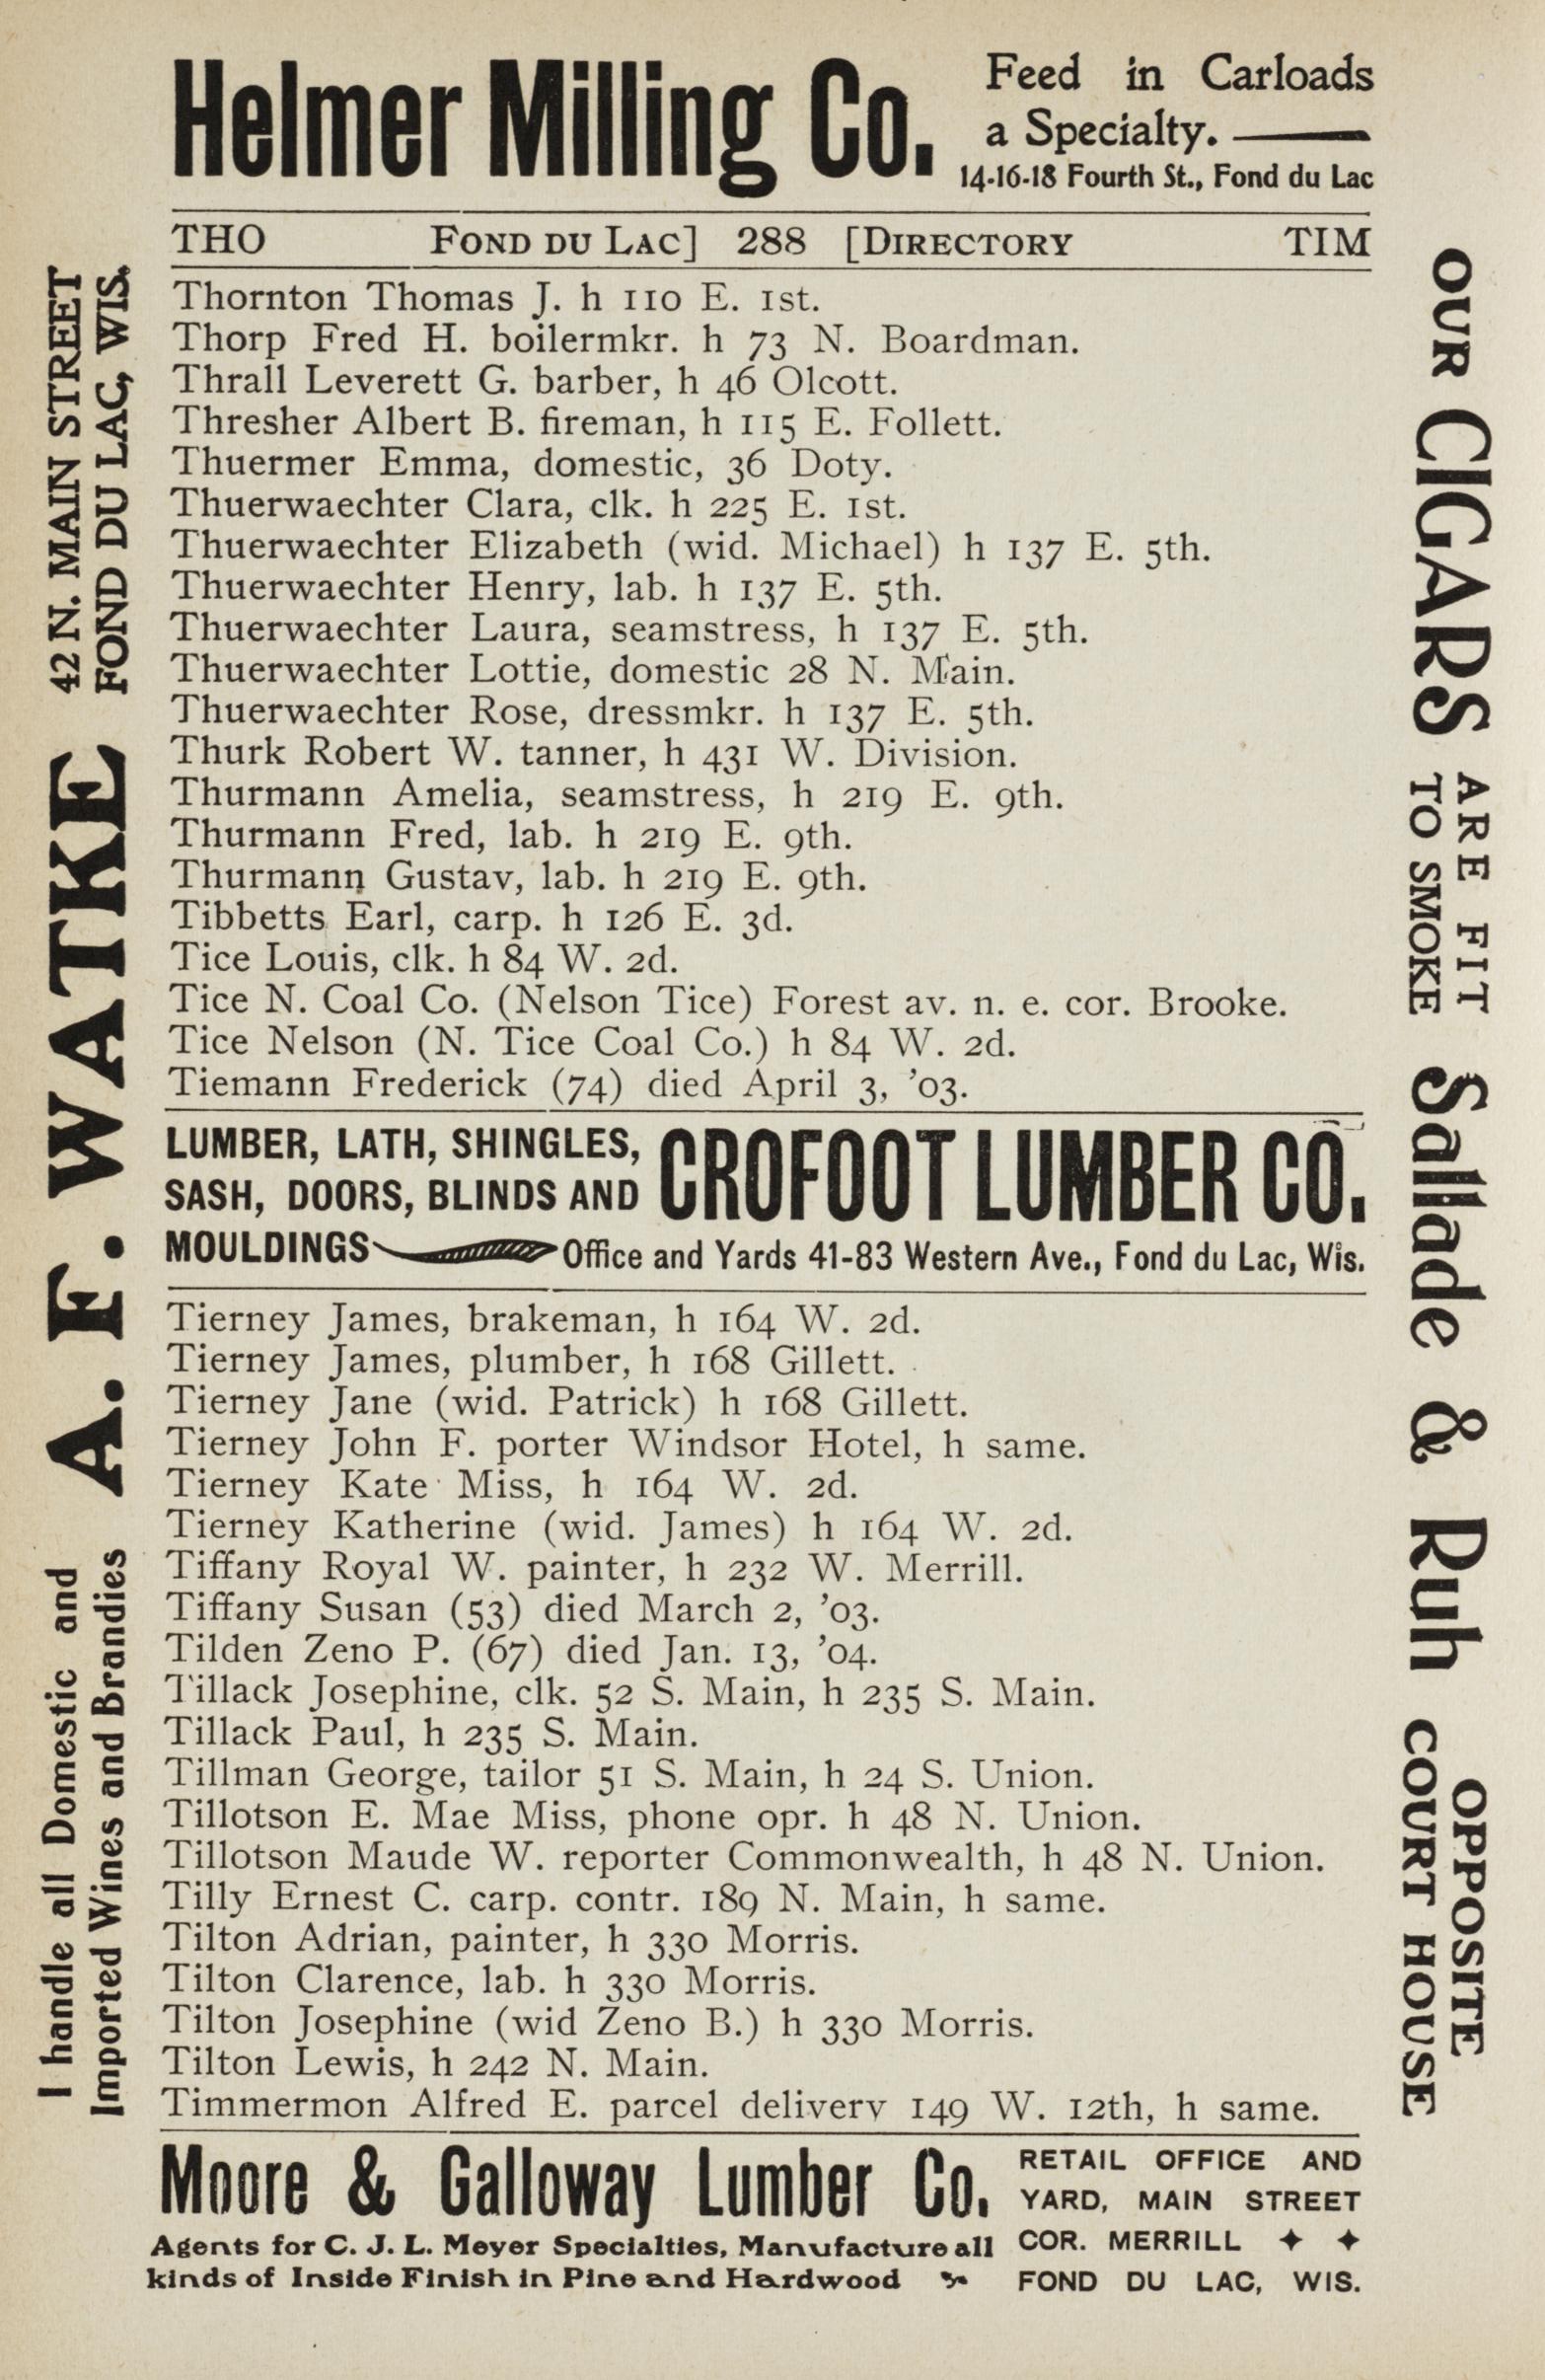 Helmer Milling Co.
Feed in Carloads
a Specialty.
14-16-18 Fourth St., Fond du Lac
THO FOND DU LAC] 288 [DIRECTORY TIM
Thornton Thomas J. h 110 E. 1st.
Thorp Fred H. boilermkr. h 73 N. Boardman.
Thrall Leverett G. barber, h 46 Olcott.
Thresher Albert B. fireman, h 115 E. Follett.
Thuermer Emma, domestic, 36 Doty.
Thuerwaechter Clara, clk. h 225 E. 1st.
Thuerwaechter Elizabeth (wid. Michael) h 137 E. 5th.
Thuerwaechter Henry, lab. h 137 E. 5th.
Thuerwaechter Laura, seamstress, h 137 E. 5th.
Thuerwaechter Lottie, domestic 28 N. Main.
Thuerwaechter Rose, dressmkr. h 137 E. 5th.
Thurk Robert W. tanner, h 431 W. Division.
Thurmann Amelia, seamstress, h 219 E. 9th.
Thurmann Fred, lab. h 219 E. 9th.
Thurmann Gustav, lab. h 219 E. 9th.
Tibbetts Earl, carp. h 126 E. 3d.
Tice Louis, clk. h 84 W. 2d.
Tice N. Coal Co. (Nelson Tice) Forest av. n. e. cor. Brooke.
Tice Nelson (N. Tice Coal Co.) h 84 W. 2d.
Tiemann Frederick (74) died April 3, ’03.
LUMBER, LATH, SHINGLES,
SASH, DOORS, BLINDS AND
MOULDINGS
CROFOOT LUMBER CO.
Office and Yards 41-83 Western Ave., Fond du Lac, Wis.
Tierney James, brakeman, h 164 W. 2d.
Tierney James, plumber, h 168 Gillett.
Tierney Jane (wid. Patrick) h 168 Gillett.
Tierney John F. porter Windsor Hotel, h same.
Tierney Kate Miss, h 164 W. 2d.
Tierney Katherine (wid. James) h 164 W. 2d.
Tiffany Royal W. painter, h 232 W. Merrill.
Tiffany Susan (53) died March 2, ’03.
Tilden Zeno P. (67) died Jan. 13, ’04.
Tillack Josephine, clk. 52 S. Main, h 235 S. Main.
Tillack Paul, h 235 S. Main.
Tillman George, tailor 51 S. Main, h 24 S. Union.
Tillotson E. Mae Miss, phone opr. h 48 N. Union.
Tillotson Maude W. reporter Commonwealth, h 48 N. Union.
Tilly Ernest C. carp. contr. 189 N. Main, h same.
Tilton Adrian, painter, h 330 Morris.
Tilton Clarence, lab. h 330 Morris.
Tilton Josephine (wid Zeno B.) h 330 Morris.
Tilton Lewis, h 242 N. Main.
Timmermon Alfred E. parcel delivery 149 W. 12th, h same.
Moore & Galloway Lumber Co.
Agents for C. J. L. Meyer Specialties, Manufacture all
kinds of Inside Finish in Pine and Hardwood
RETAIL OFFICE AND
YARD, MAIN STREET
COR. MERRILL
FOND DU LAC, WIS.
I handle all Domestic and
Imported Wines and Brandies
A. F. WATKE
42 N. MAIN STREET
FOND DU LAC, WIS.
OUR CIGARS
ARE FIT
TO SMOKE
Sallade & Ruh
OPPOSITE
COURT HOUSE